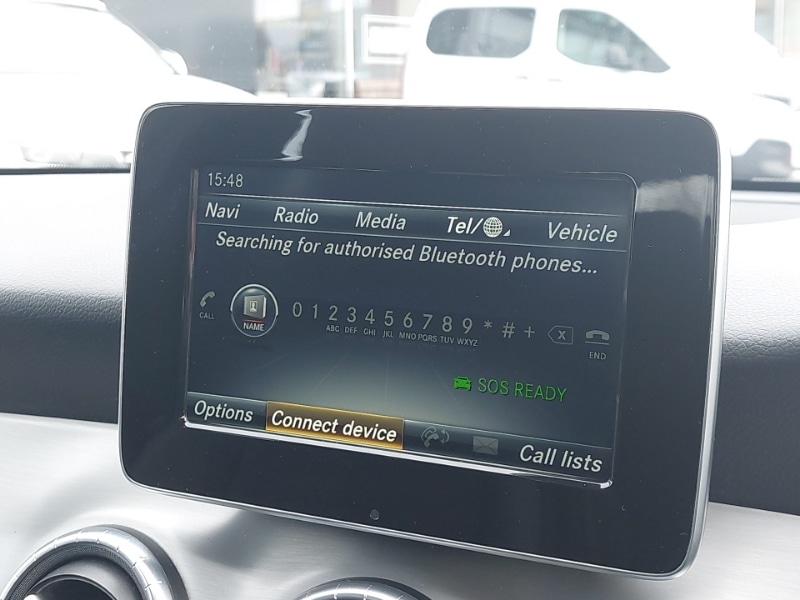 15:48
Navi Radio Media Tel/ Vehicle
Searching for authorised Bluetooth phones...
CALL NAME 0 1 2 3 4 5 6 7 8 9 * # + X END
ABC DEF GHI JKL MNO PQRS TUV WXYZ
SOS READY
Options Connect device Call lists